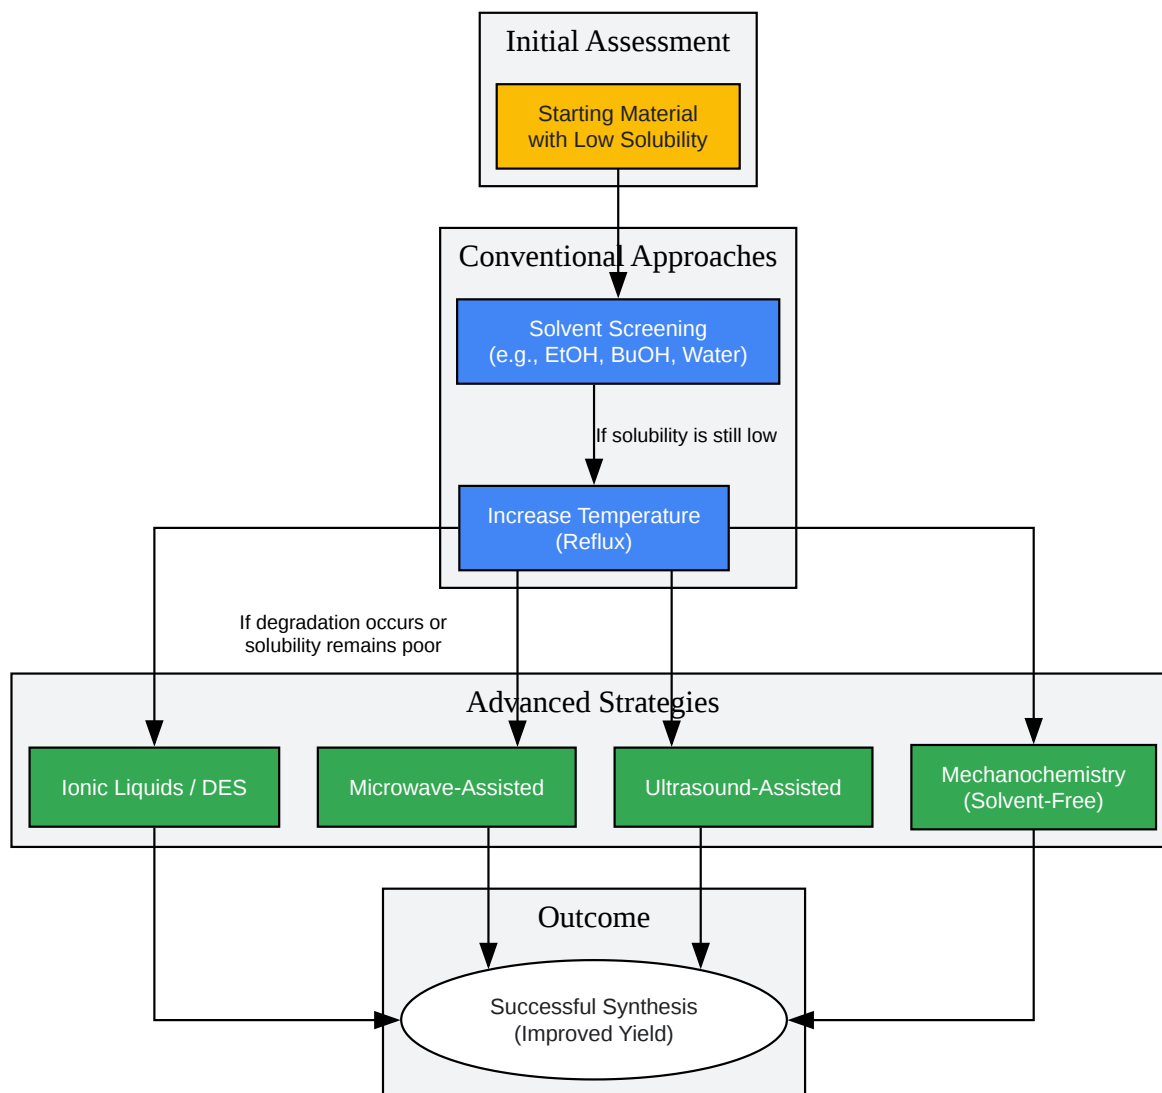 Initial Assessment
Starting Material
with Low Solubility
Conventional Approaches
Solvent Screening
(e.g., EtOH, BuOH, Water)
If solubility is still low
Increase Temperature
(Reflux)
If degradation occurs or
solubility remains poor
Advanced Strategies
Ionic Liquids / DES
Microwave-Assisted
Ultrasound-Assisted
Mechanochemistry
(Solvent-Free)
Outcome
Successful Synthesis
(Improved Yield)